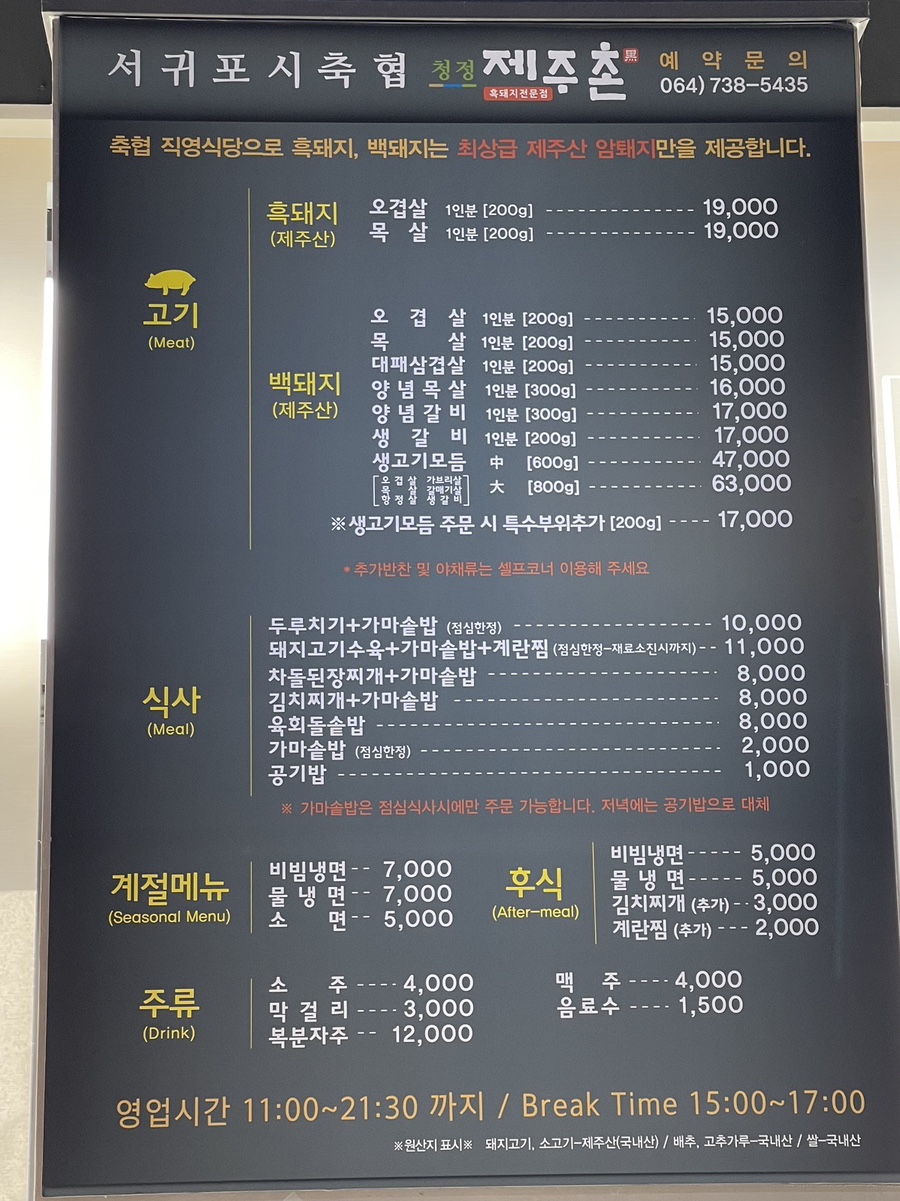 서귀포시축협 청정 제주촌 黑 예약문의
흑돼지전문점 064) 738-5435
축협 직영식당으로 흑돼지, 백돼지는 최상급 제주산 암퇘지만을 제공합니다.
고기
(Meat)
흑돼지
(제주산)
오겹살 1인분 [200g] 19,000
목 살 1인분 [200g] 19,000
백돼지
(제주산)
오 겹 살 1인분 [200g] 15,000
목 살 1인분 [200g] 15,000
대패삼겹살 1인분 [200g] 15,000
양념목살 1인분 [300g] 16,000
양념갈비 1인분 [300g] 17,000
생 갈 비 1인분 [200g] 17,000
생고기모듬 中 [600g] 47,000
[오겹살 가브리살 목 살 갈매기살 항정살 생갈비] 大 [800g] 63,000
※생고기모듬 주문 시 특수부위추가 [200g] ---- 17,000
*추가반찬 및 야채류는 셀프코너 이용해 주세요
식사
(Meal)
두루치기+가마솥밥 (점심한정) 10,000
돼지고기수육+가마솥밥+계란찜 (점심한정-재료소진시까지) -- 11,000
차돌된장찌개+가마솥밥 8,000
김치찌개+가마솥밥 8,000
육회돌솥밥 8,000
가마솥밥 (점심한정) 2,000
공기밥 1,000
※ 가마솥밥은 점심식사시에만 주문 가능합니다. 저녁에는 공기밥으로 대체
계절메뉴
(Seasonal Menu)
비빔냉면-- 7,000
물 냉 면-- 7,000
소 면-- 5,000
후식
(After-meal)
비빔냉면----- 5,000
물 냉 면----- 5,000
김치찌개 (추가) -- 3,000
계란찜 (추가) --- 2,000
주류
(Drink)
소 주 ---- 4,000
막 걸 리 ---- 3,000
복분자주 -- 12,000
맥 주 ---- 4,000
음료수 ---- 1,500
영업시간 11:00~21:30 까지 / Break Time 15:00~17:00
※원산지 표시※ 돼지고기, 소고기-제주산(국내산) / 배추, 고추가루-국내산 / 쌀-국내산